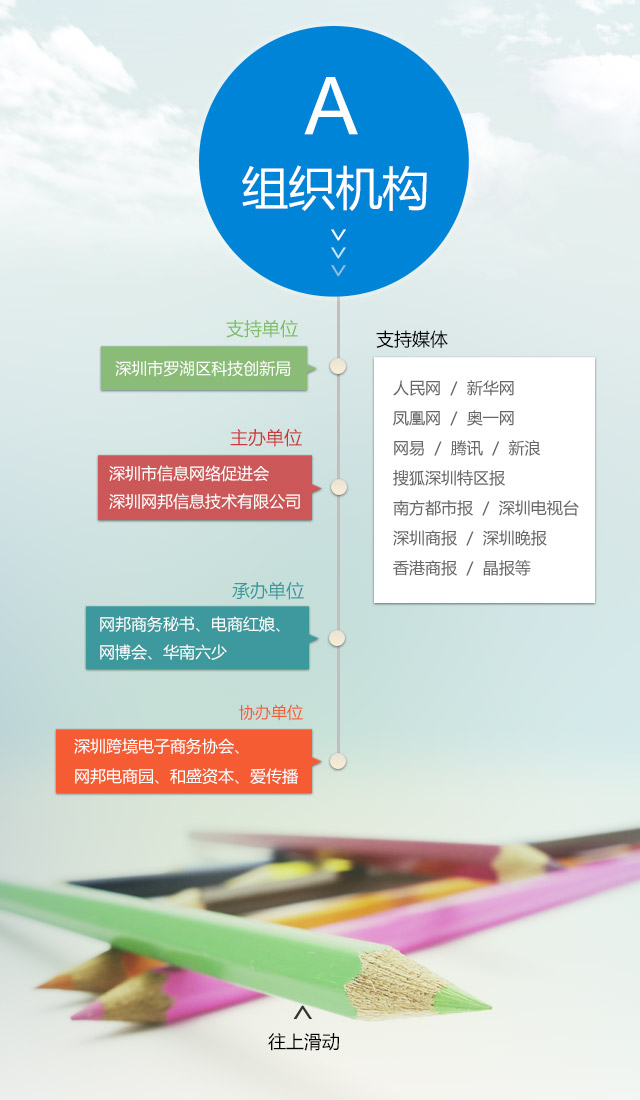 A
组织机构
支持单位
深圳市罗湖区科技创新局
主办单位
深圳市信息网络促进会
深圳网邦信息技术有限公司
承办单位
网邦商务秘书、电商红娘、
网博会、华南六少
协办单位
深圳跨境电子商务协会、
网邦电商园、和盛资本、爱传播
支持媒体
人民网 / 新华网
凤凰网 / 奥一网
网易 / 腾讯 / 新浪
搜狐深圳特区报
南方都市报 / 深圳电视台
深圳商报 / 深圳晚报
香港商报 / 晶报等
往上滑动